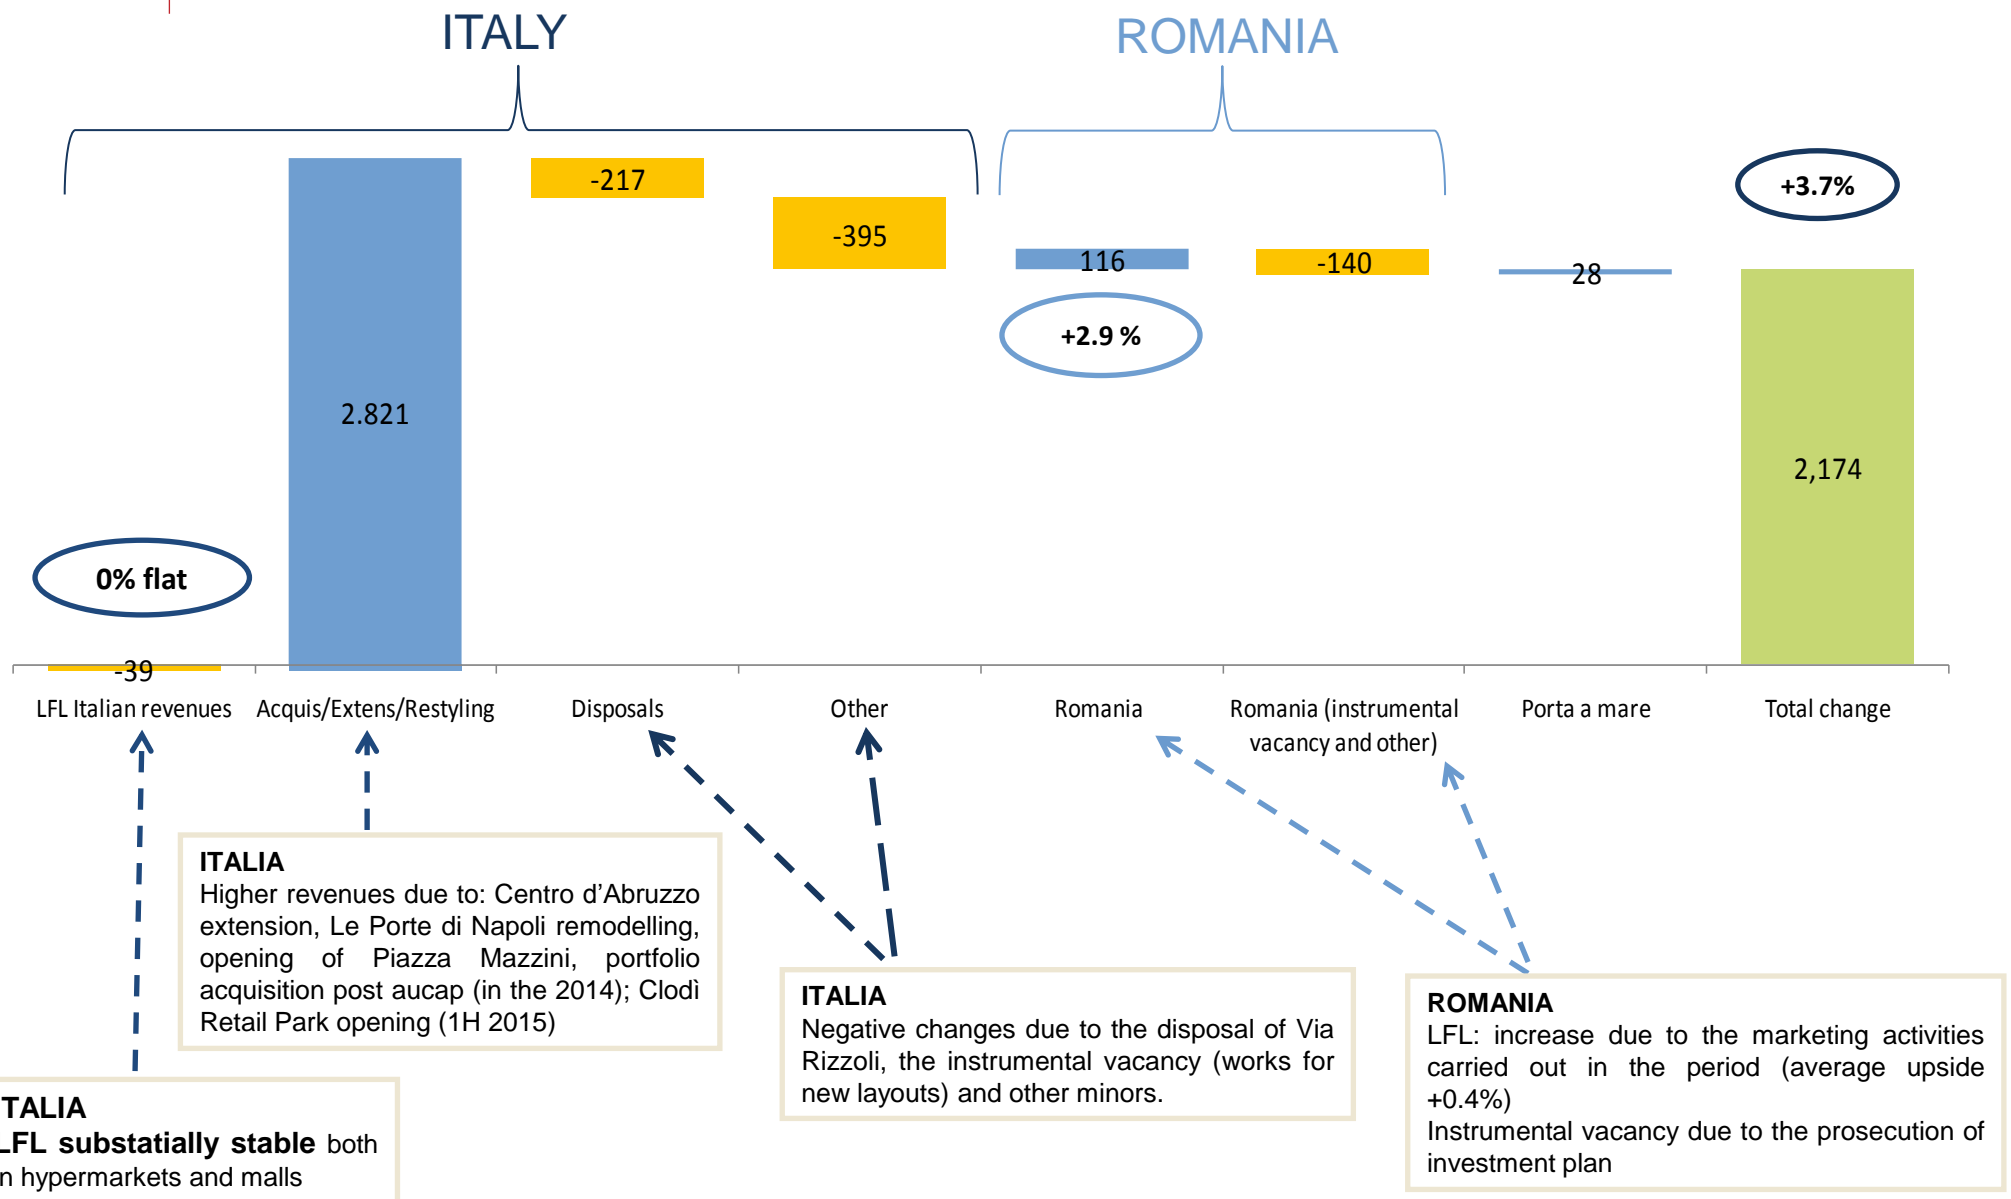 ITALY
ROMANIA
-217
-395
116
-140
28
+3.7%
+2.9 %
2.821
2,174
0% flat
-39
LFL Italian revenues
Acquis/Extens/Restyling
Disposals
Other
Romania
Romania (instrumental
vacancy and other)
Porta a mare
Total change
ITALIA
Higher revenues due to: Centro d’Abruzzo
extension, Le Porte di Napoli remodelling,
opening of Piazza Mazzini, portfolio
acquisition post aucap (in the 2014); Clodì
Retail Park opening (1H 2015)
ITALIA
Negative changes due to the disposal of Via
Rizzoli, the instrumental vacancy (works for
new layouts) and other minors.
ROMANIA
LFL: increase due to the marketing activities
carried out in the period (average upside
+0.4%)
Instrumental vacancy due to the prosecution of
investment plan
TALIA
LFL substatially stable both
n hypermarkets and malls